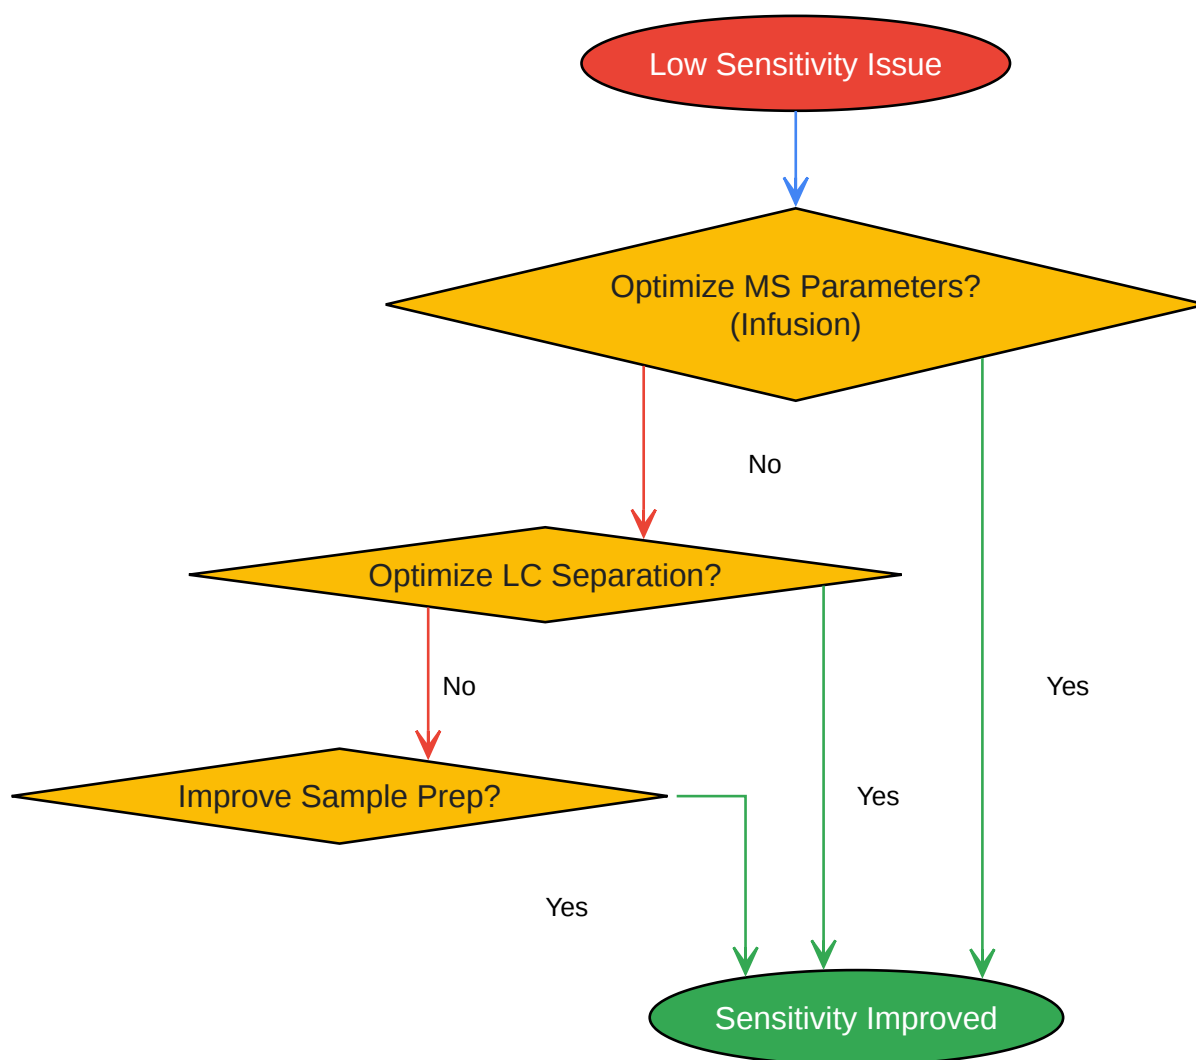 Low Sensitivity Issue
Optimize MS Parameters?
(Infusion)
No
Optimize LC Separation?
No
Yes
Improve Sample Prep?
Yes
Yes
Sensitivity Improved